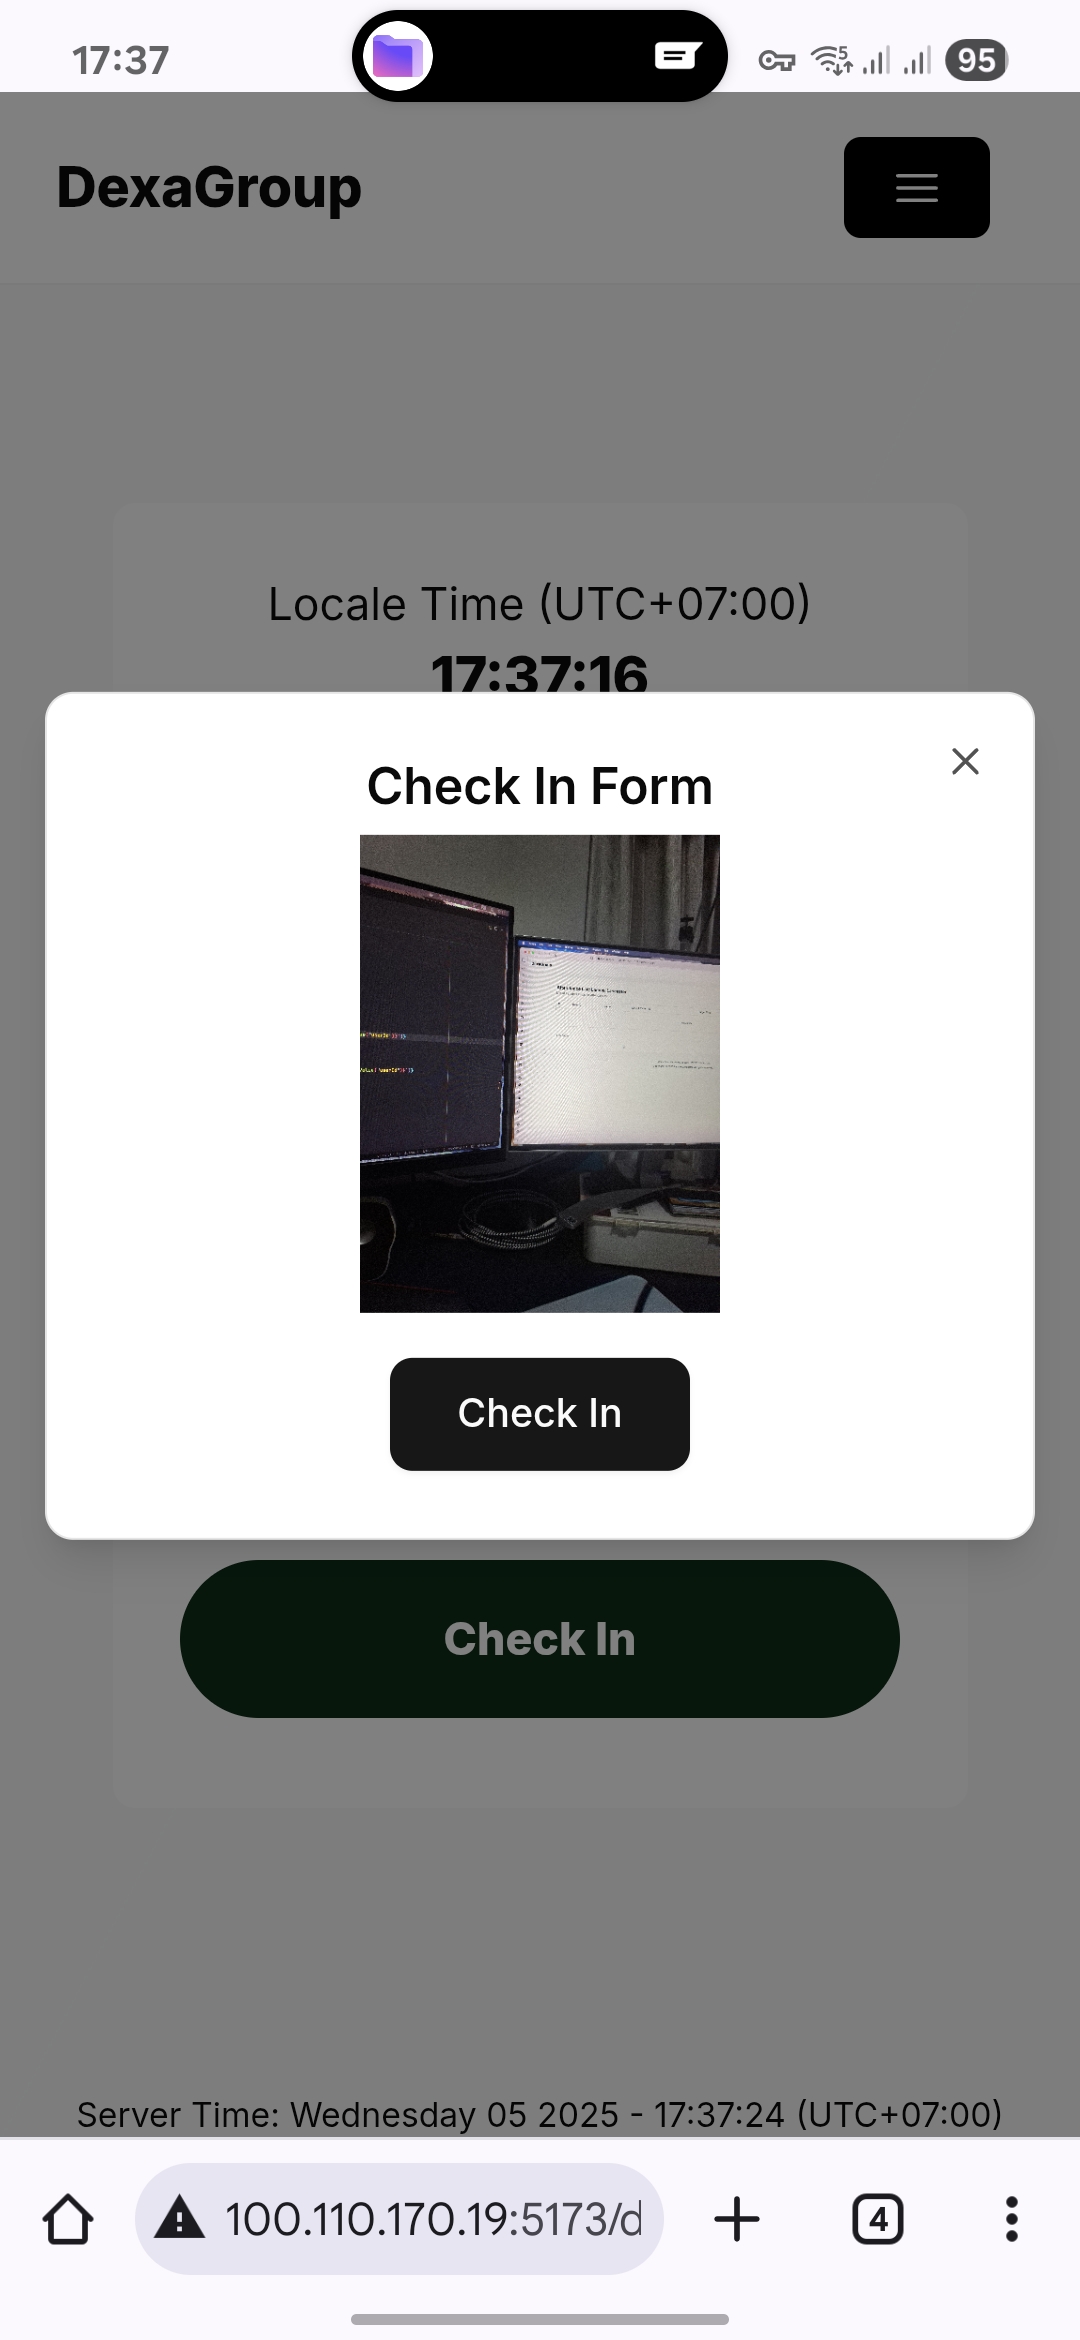 17:37
5
95
DexaGroup
Locale Time (UTC+07:00)
17:37:16
Check In Form
Check In
Check In
Server Time: Wednesday 05 2025 - 17:37:24 (UTC+07:00)
100.110.170.19:5173/d
4